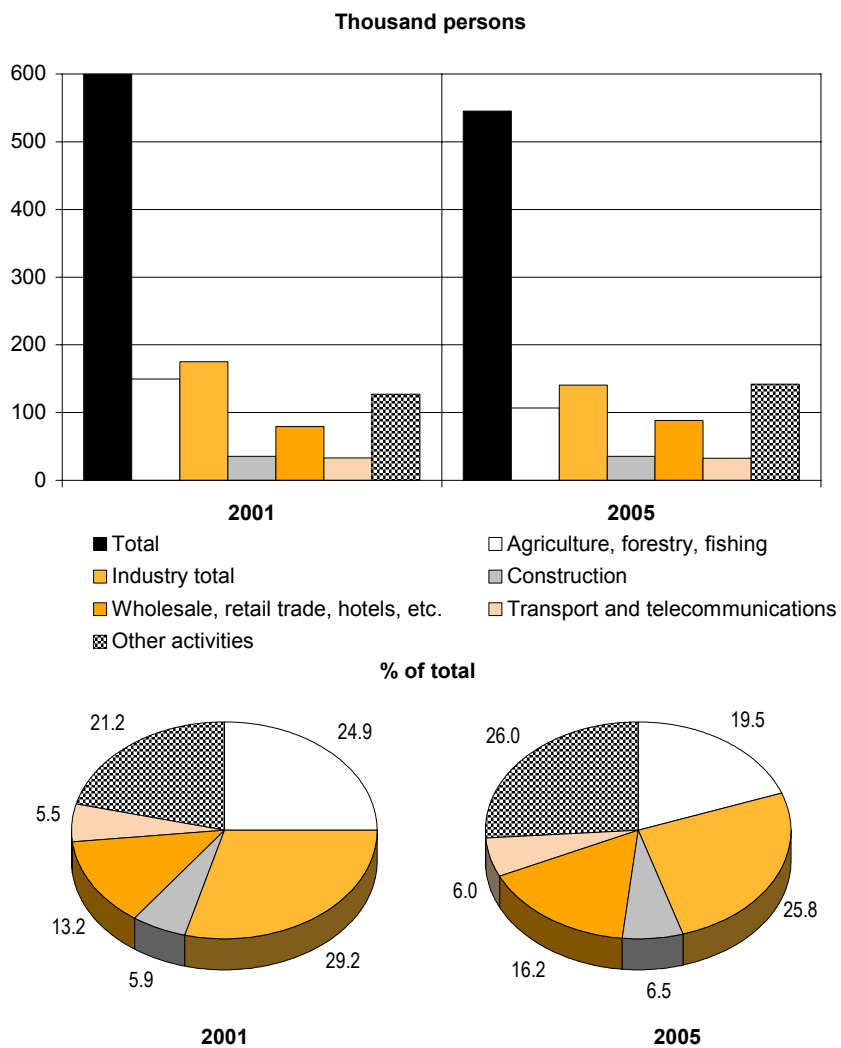 Thousand persons
600
500
400
300
200
100
0
2001 2005
Total Agriculture, forestry, fishing
Industry total Construction
Wholesale, retail trade, hotels, etc. Transport and telecommunications
Other activities
% of total
21.2 24.9 26.0 19.5
5.5 6.0
13.2 5.9 29.2 16.2 6.5 25.8
2001 2005